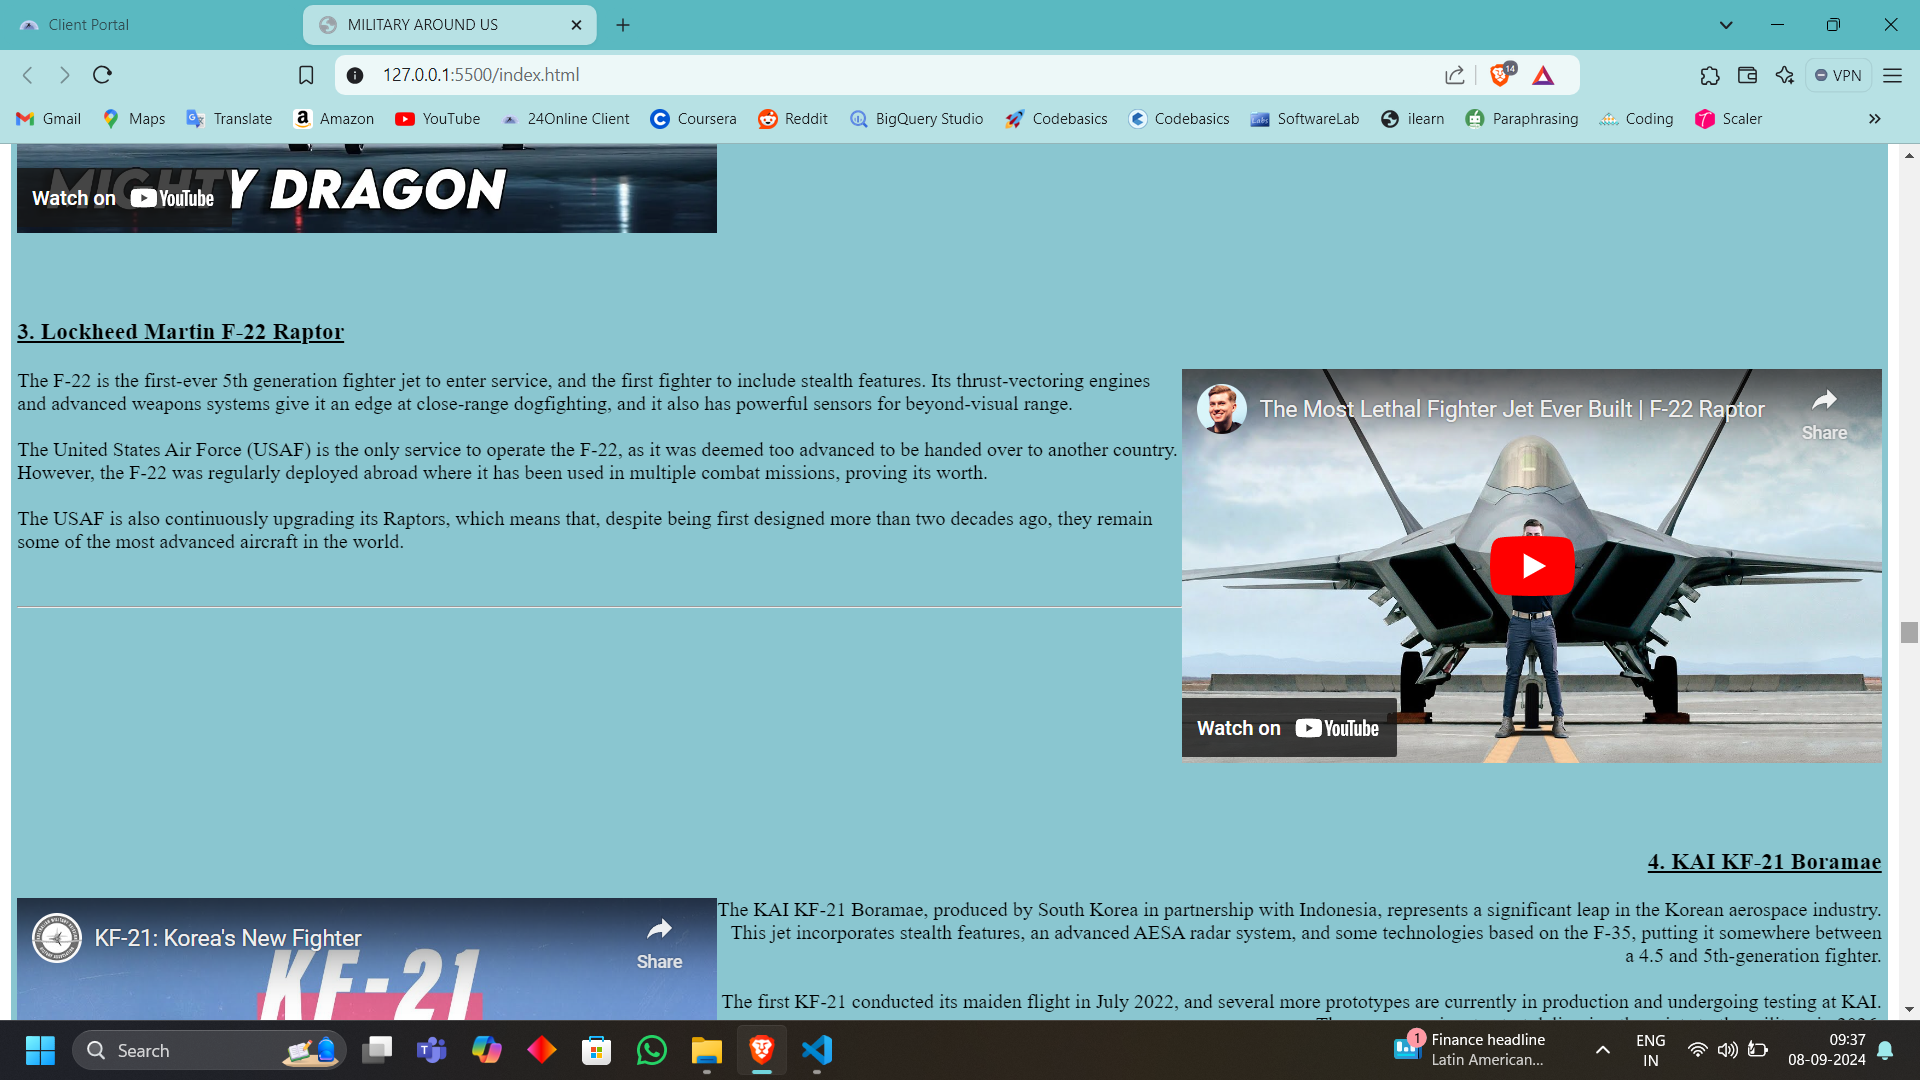 Client Portal
MILITARY AROUND US
127.0.0.1:5500/index.html
14
VPN
Gmail
Maps
Translate
Amazon
YouTube
24Online Client
Coursera
Reddit
BigQuery Studio
Codebasics
Codebasics
SoftwareLab
ilearn
Paraphrasing
Coding
Scaler
MIGHTY DRAGON
Watch on YouTube
3. Lockheed Martin F-22 Raptor
The F-22 is the first-ever 5th generation fighter jet to enter service, and the first fighter to include stealth features. Its thrust-vectoring engines
and advanced weapons systems give it an edge at close-range dogfighting, and it also has powerful sensors for beyond-visual range.
The United States Air Force (USAF) is the only service to operate the F-22, as it was deemed too advanced to be handed over to another country.
However, the F-22 was regularly deployed abroad where it has been used in multiple combat missions, proving its worth.
The USAF is also continuously upgrading its Raptors, which means that, despite being first designed more than two decades ago, they remain
some of the most advanced aircraft in the world.
The Most Lethal Fighter Jet Ever Built | F-22 Raptor
Share
Watch on YouTube
4. KAI KF-21 Boramae
KF-21: Korea's New Fighter
Share
KF-21
The KAI KF-21 Boramae, produced by South Korea in partnership with Indonesia, represents a significant leap in the Korean aerospace industry.
This jet incorporates stealth features, an advanced AESA radar system, and some technologies based on the F-35, putting it somewhere between
a 4.5 and 5th-generation fighter.
The first KF-21 conducted its maiden flight in July 2022, and several more prototypes are currently in production and undergoing testing at KAI.
Search
1
Finance headline
Latin American...
ENG
IN
09:37
08-09-2024